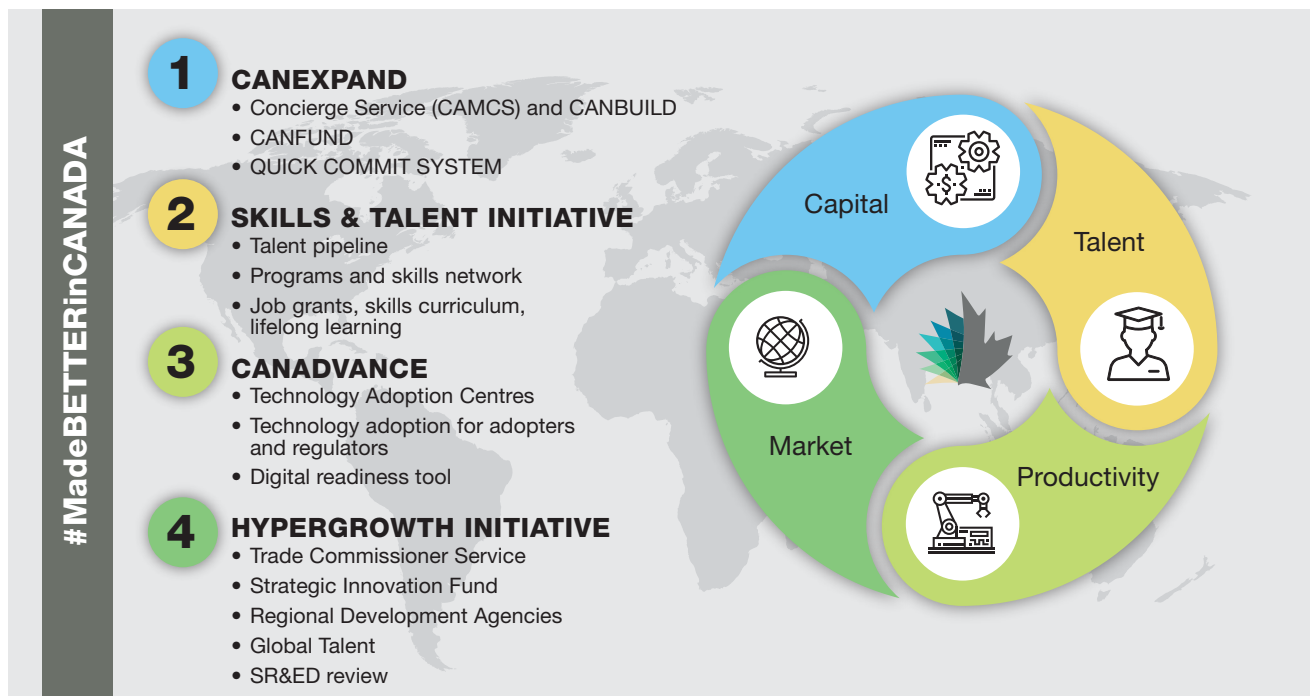 #MadeBETTERinCANADA
1
CANEXPAND
• Concierge Service (CAMCS) and CANBUILD
• CANFUND
• QUICK COMMIT SYSTEM
2
SKILLS & TALENT INITIATIVE
• Talent pipeline
• Programs and skills network
• Job grants, skills curriculum,
lifelong learning
3
CANADVANCE
• Technology Adoption Centres
• Technology adoption for adopters
and regulators
• Digital readiness tool
4
HYPERGROWTH INITIATIVE
• Trade Commissioner Service
• Strategic Innovation Fund
• Regional Development Agencies
• Global Talent
• SR&ED review
Capital
$
Talent
Market
Productivity